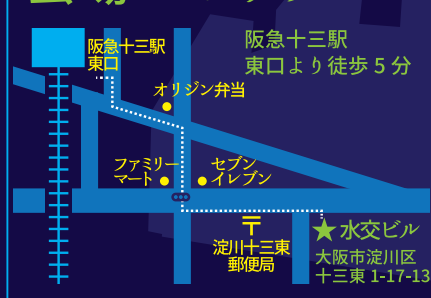 阪急十三駅
東口
阪急十三駅
東口より徒歩5分
オリジン弁当
ファミリー
マート
セブン
イレブン
〒
淀川十三東
郵便局
★水交ビル
大阪市淀川区
十三東 1-17-13